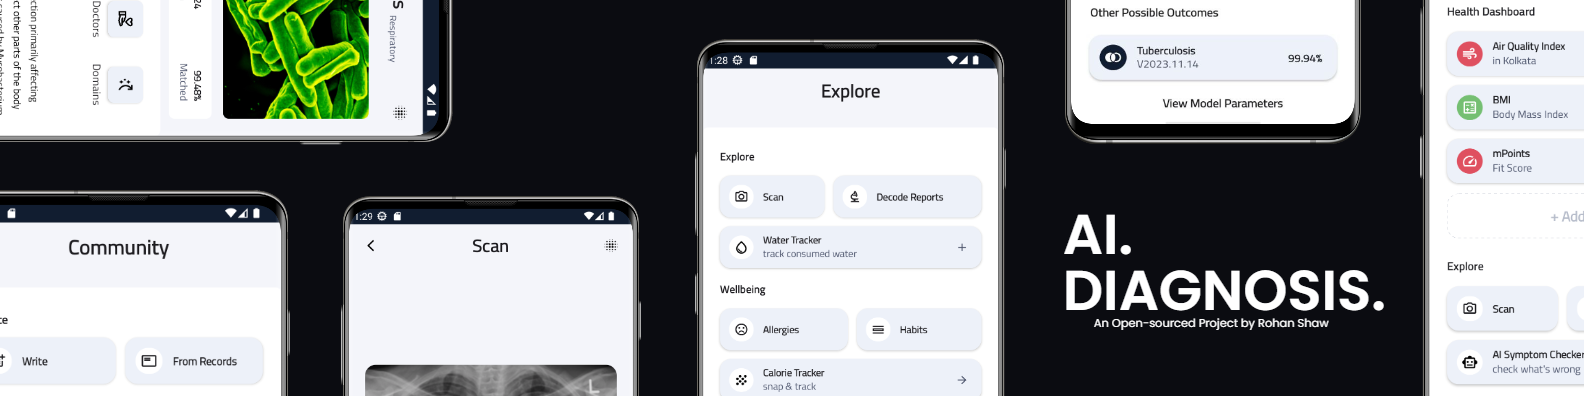 24
S
Respiratory
Doctors
Domains
99.48%
Matched
ction primarily affecting
ct other parts of the body
Community
Write
From Records
1:29
Scan
L
1:28
Explore
Explore
Scan
Decode Reports
Water Tracker
track consumed water
Wellbeing
Allergies
Habits
Calorie Tracker
snap & track
Other Possible Outcomes
Tuberculosis
V2023.11.14
99.94%
View Model Parameters
AI.
DIAGNOSIS.
An Open-sourced Project by Rohan Shaw
Health Dashboard
Air Quality Index
in Kolkata
BMI
Body Mass Index
mPoints
Fit Score
+ Add
Explore
Scan
AI Symptom Checker
check what's wrong